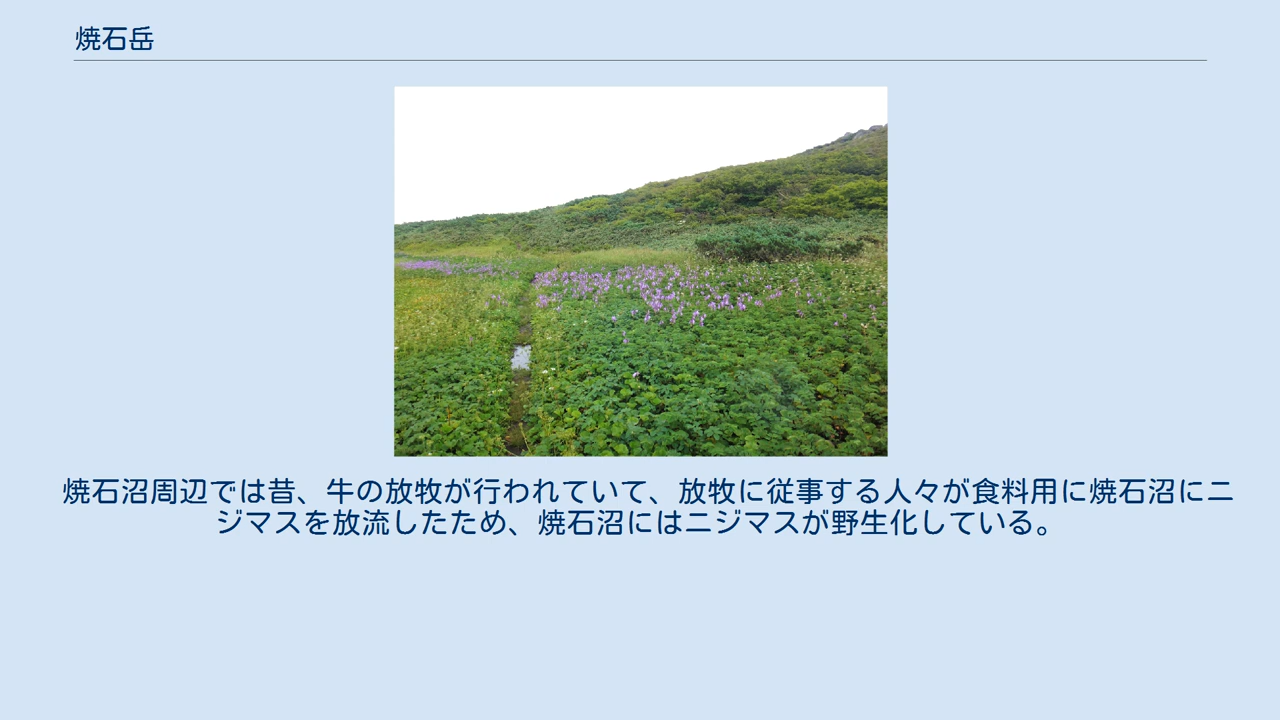 焼石岳
焼石沼周辺では昔、牛の放牧が行われていて、放牧に従事する人々が食料用に焼石沼にニ
ジマスを放流したため、焼石沼にはニジマスが野生化している。